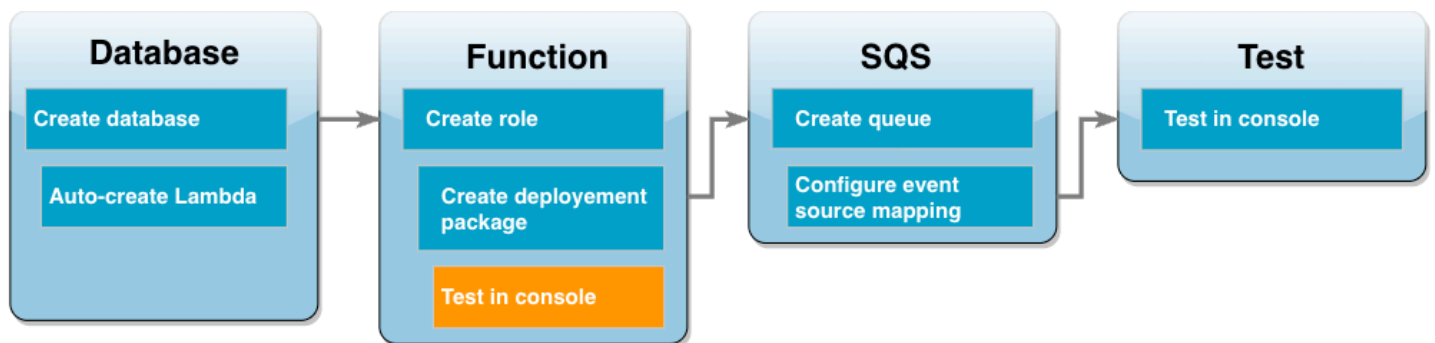 Database
Create database
Auto-create Lambda
Function
Create role
Create deployement
package
Test in console
SQS
Create queue
Configure event
source mapping
Test
Test in console